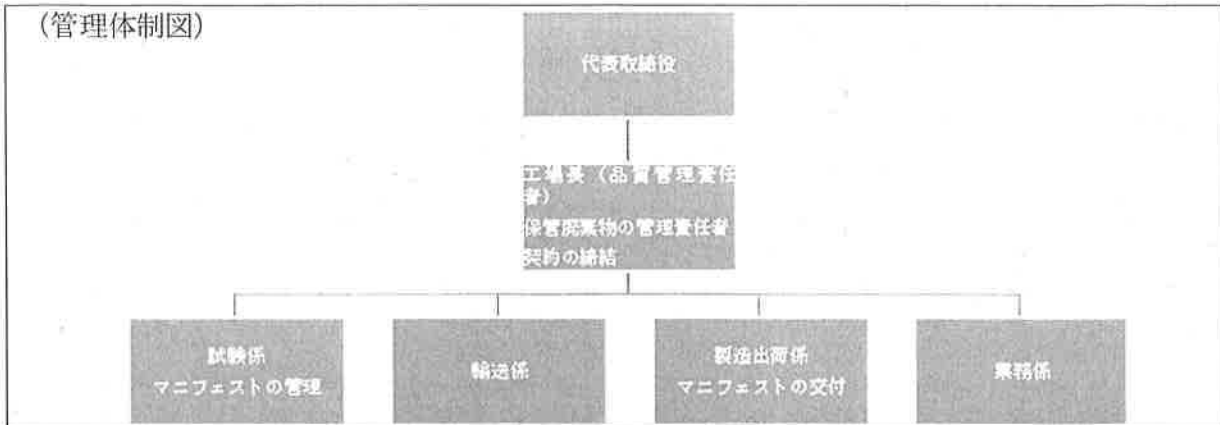 （管理体制図）
代表取締役
工場長（品質管理責任
者）
保管廃棄物の管理責任者
契約の締結
試験係
マニフェストの管理
輸送係
製造出荷係
マニフェストの交付
業務係